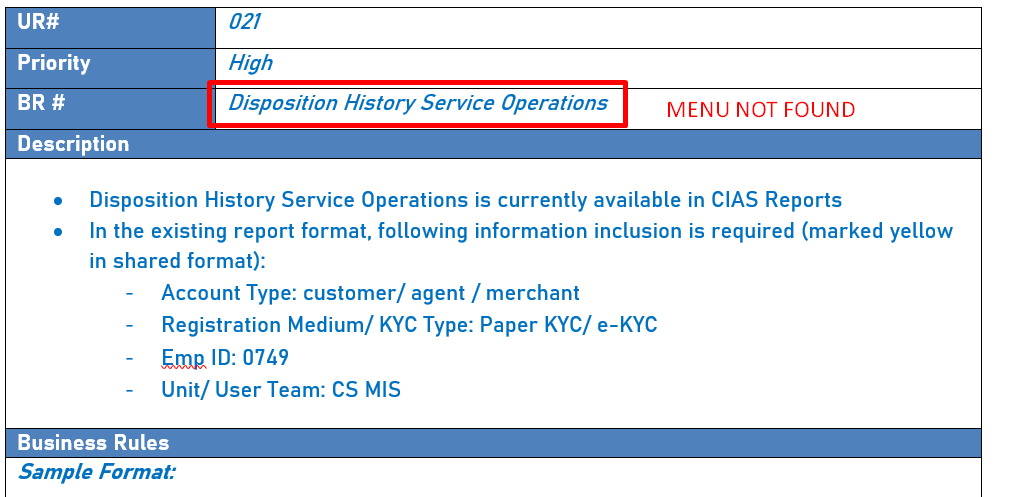 UR# 021
Priority High
BR # Disposition History Service Operations MENU NOT FOUND
Description
• Disposition History Service Operations is currently available in CIAS Reports
• In the existing report format, following information inclusion is required (marked yellow
in shared format):
- Account Type: customer/ agent / merchant
- Registration Medium/ KYC Type: Paper KYC/ e-KYC
- Emp ID: 0749
- Unit/ User Team: CS MIS
Business Rules
Sample Format: